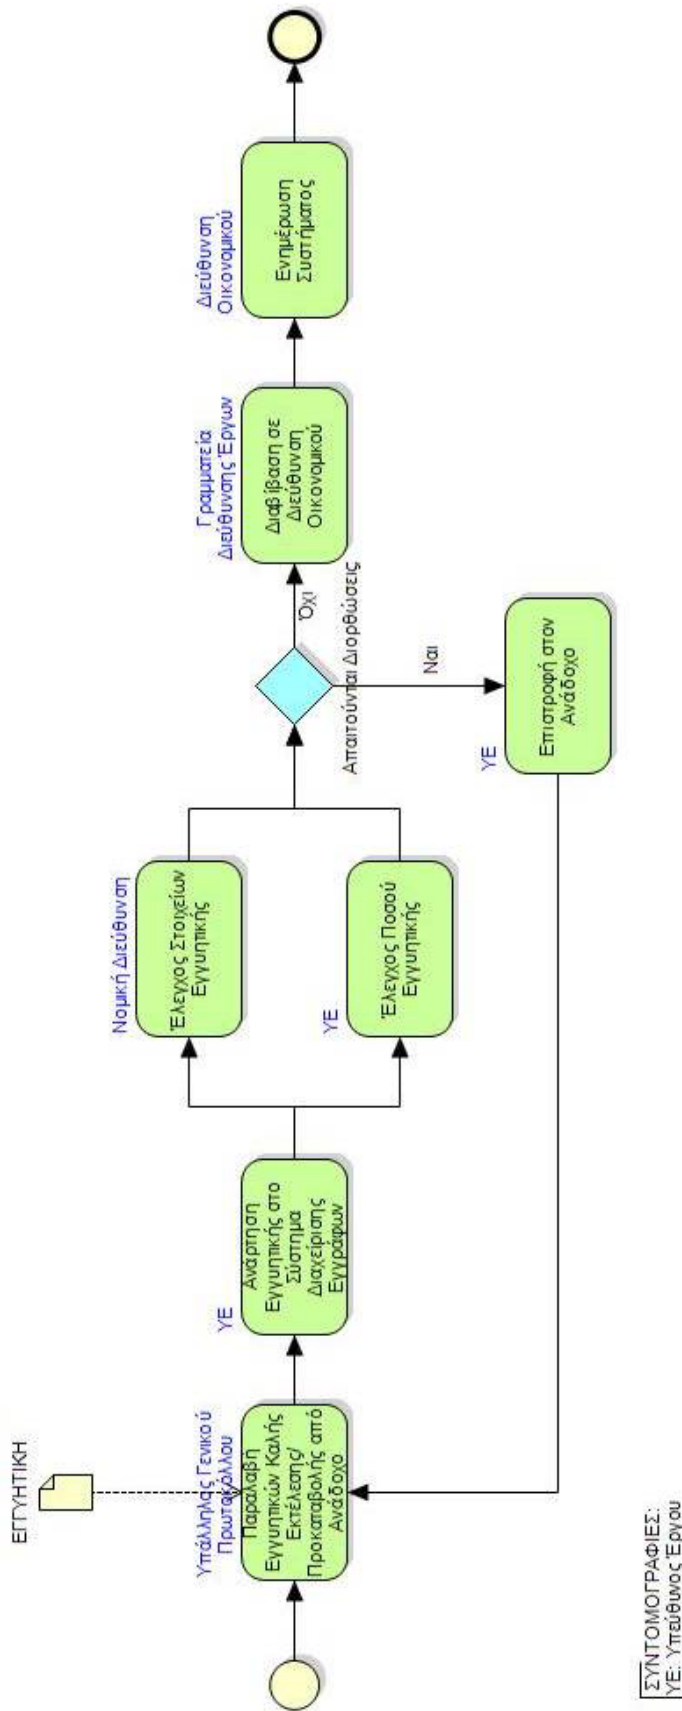 ΕΓΓΥΗΤΙΚΗ
Υπάλληλος Γενικού
Πρωτοκόλλου
Παραλαβή
Εγγυητικών Καλής
Εκτέλεσης/
Προκαταβολής από
Ανάδοχο
ΥΕ
Ανάρτηση
Εγγυητικής στο
Σύστημα
Διαχείρισης
Εγγράφων
Νομική Διεύθυνση
Έλεγχος Στοιχείων
Εγγυητικής
ΥΕ
Έλεγχος Ποσού
Εγγυητικής
Απαιτούνται Διορθώσεις
Όχι
Ναι
ΥΕ
Επιστροφή στον
Ανάδοχο
Γραμματεία
Διεύθυνσης Έργων
Διαβίβαση σε
Διεύθυνση
Οικονομικού
Διεύθυνση
Οικονομικού
Ενημέρωση
Συστήματος
ΣΥΝΤΟΜΟΓΡΑΦΙΕΣ:
ΥΕ: Υπεύθυνος Έργου